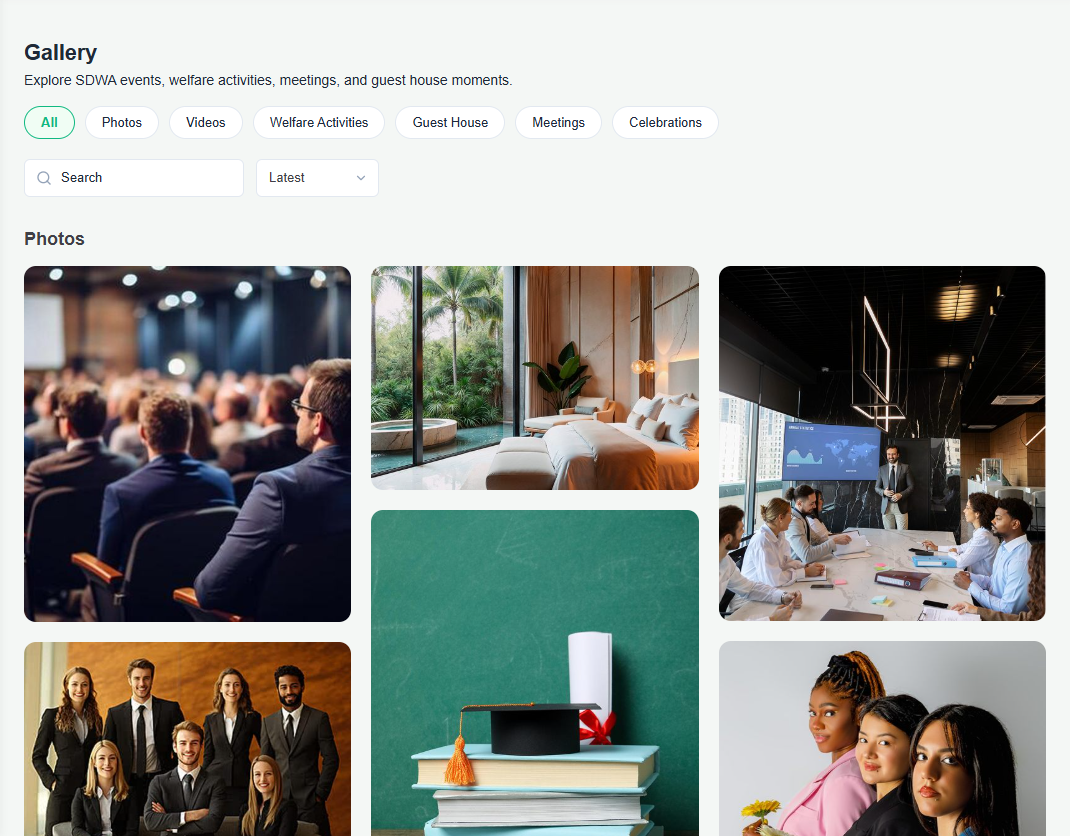 Gallery
Explore SDWA events, welfare activities, meetings, and guest house moments.
All
Photos
Videos
Welfare Activities
Guest House
Meetings
Celebrations
Search
Latest
Photos